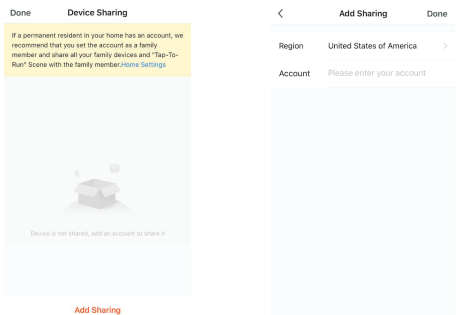 Done Device Sharing
If a permanent resident in your home has an account, we
recommend that you set the account as a family
member and share all your family devices and "Tap-To-
Run" Scene with the family member.Home Settings
Device is not shared, add an account to share it
Add Sharing
Add Sharing Done
Region United States of America
Account Please enter your account